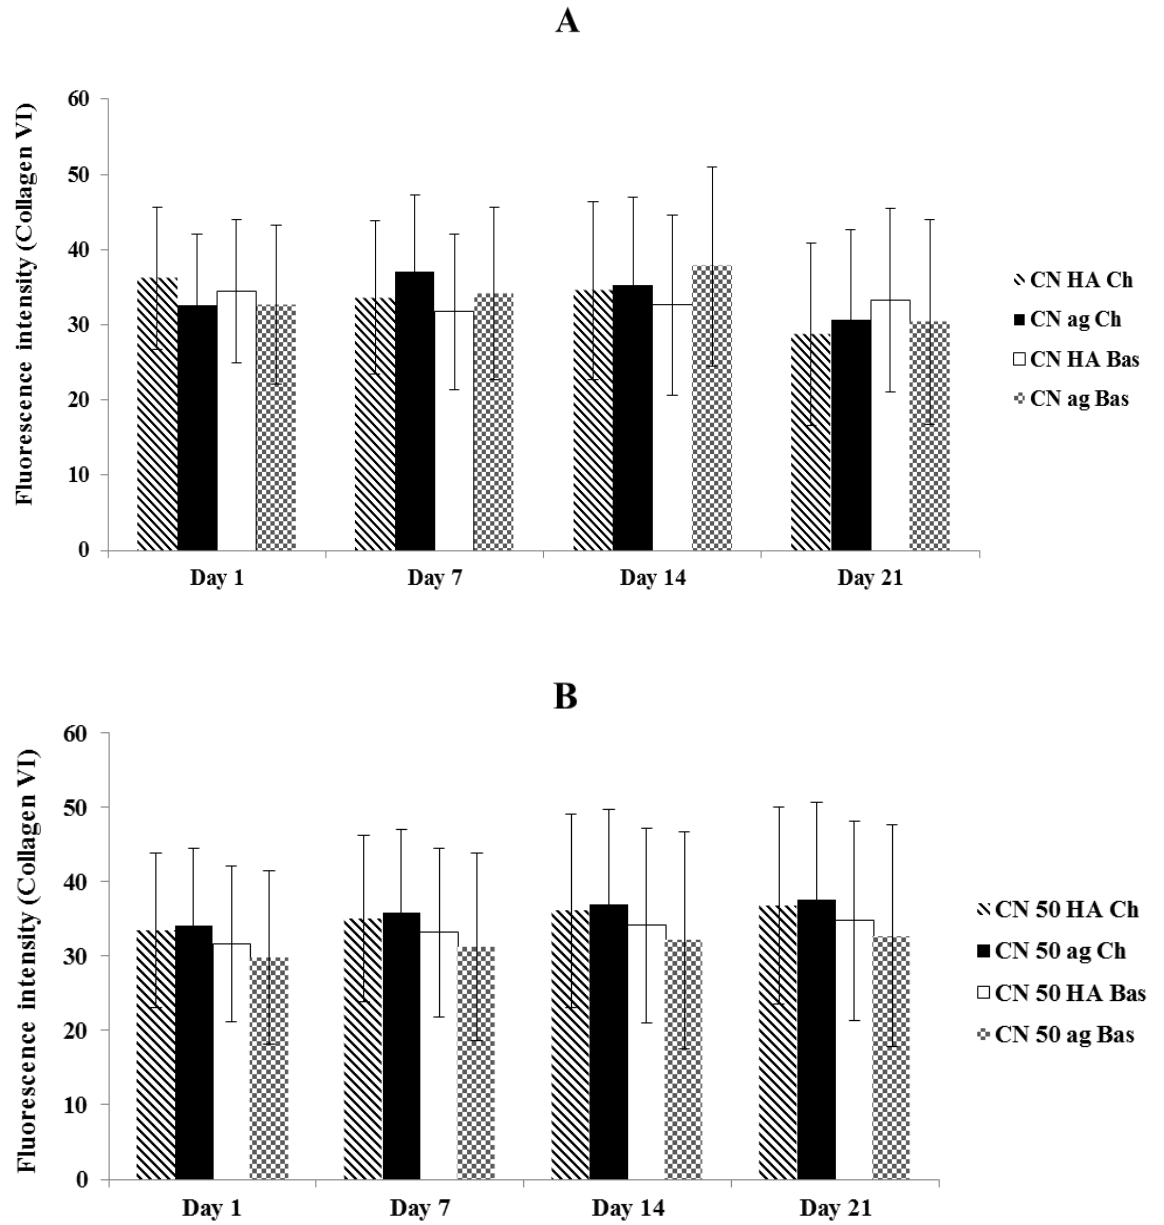 A
Fluorescence intensity (Collagen VI)
60
50
40
30
20
10
0
Day 1
Day 7
Day 14
Day 21
CN HA Ch
CN ag Ch
CN HA Bas
CN ag Bas
B
Fluorescence intensity (Collagen VI)
60
50
40
30
20
10
0
Day 1
Day 7
Day 14
Day 21
CN 50 HA Ch
CN 50 ag Ch
CN 50 HA Bas
CN 50 ag Bas